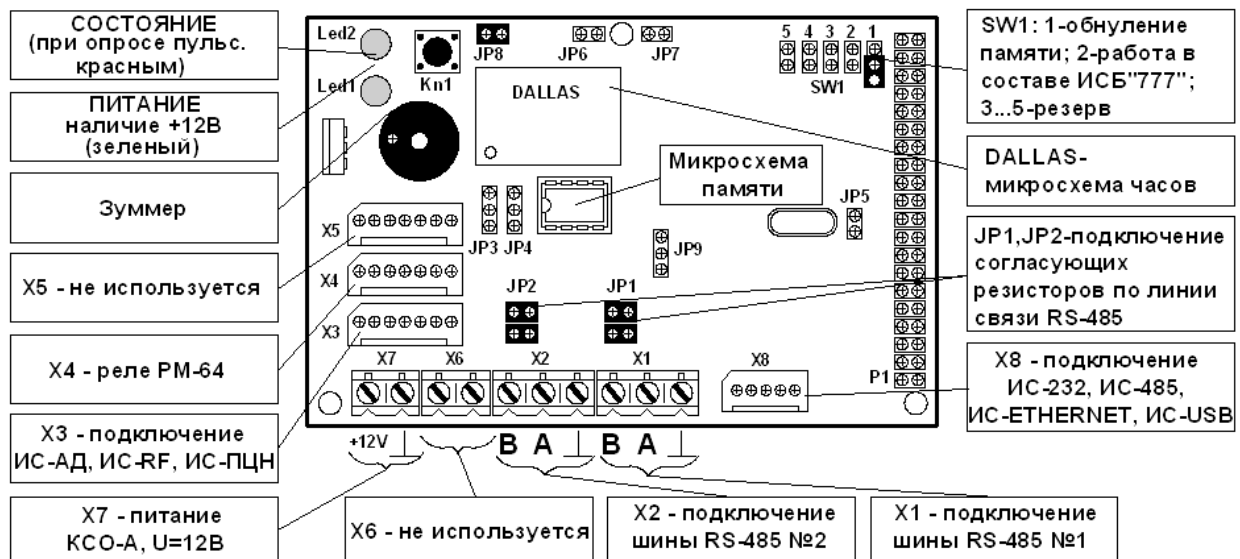 СОСТОЯНИЕ
(при опросе пульс.
красным)
ПИТАНИЕ
наличие +12В
(зеленый)
Зуммер
X5 - не используется
X4 - реле РМ-64
X3 - подключение
ИС-АД, ИС-RF, ИС-ПЦН
X7 - питание
КСО-А, U=12В
Led2
Led1
Kn1
JP8
JP6
JP7
5 4 3 2 1
SW1
DALLAS
Микросхема
памяти
JP5
JP3
JP4
JP9
X5
X4
X3
JP2
JP1
X7
X6
X2
X1
X8
P1
+12V
B A
B A
X6 - не используется
X2 - подключение
шины RS-485 №2
X1 - подключение
шины RS-485 №1
SW1: 1-обнуление
памяти; 2-работа в
составе ИСБ"777";
3...5-резерв
DALLAS-
микросхема часов
JP1,JP2-подключение
согласующих
резисторов по линии
связи RS-485
X8 - подключение
ИС-232, ИС-485,
ИС-ETHERNET, ИС-USB